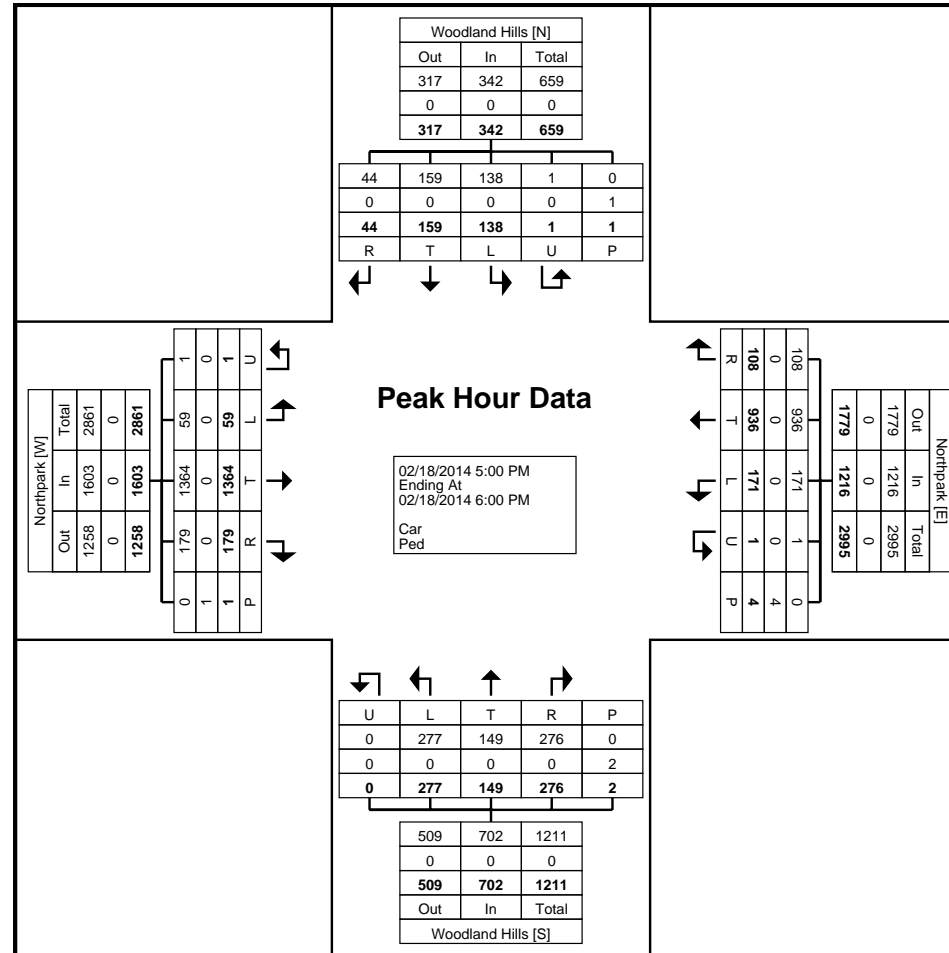 Woodland Hills [N]
Out In Total
317 342 659
0 0 0
317 342 659
44 159 138 1 0
0 0 0 0 1
44 159 138 1 1
R T L U P
Northpark [W]
Total In Out
2861 1603 1258
0 0 0
2861 1603 1258
1 59 1364 179 0
0 0 0 0 1
1 59 1364 179 1
U L T R P
Peak Hour Data
02/18/2014 5:00 PM
Ending At
02/18/2014 6:00 PM
Car
Ped
R T L U P
108 936 171 1 4
0 0 0 0 4
108 936 171 1 0
1779 1216 2995
0 0 0
1779 1216 2995
Out In Total
Northpark [E]
U L T R P
0 277 149 276 0
0 0 0 0 2
0 277 149 276 2
509 702 1211
0 0 0
509 702 1211
Out In Total
Woodland Hills [S]